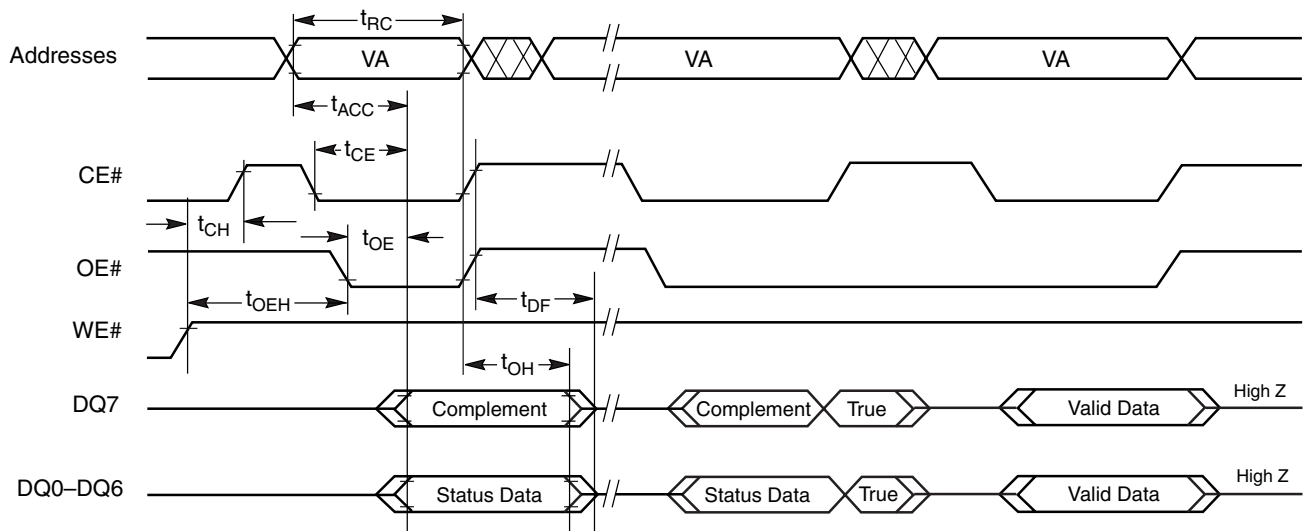 tRC
Addresses VA VA VA
tACC
tCE
CE#
tCH
tOE
OE#
tOEH tDF
WE#
tOH
DQ7 Complement Complement True Valid Data High Z
DQ0–DQ6 Status Data Status Data True Valid Data High Z